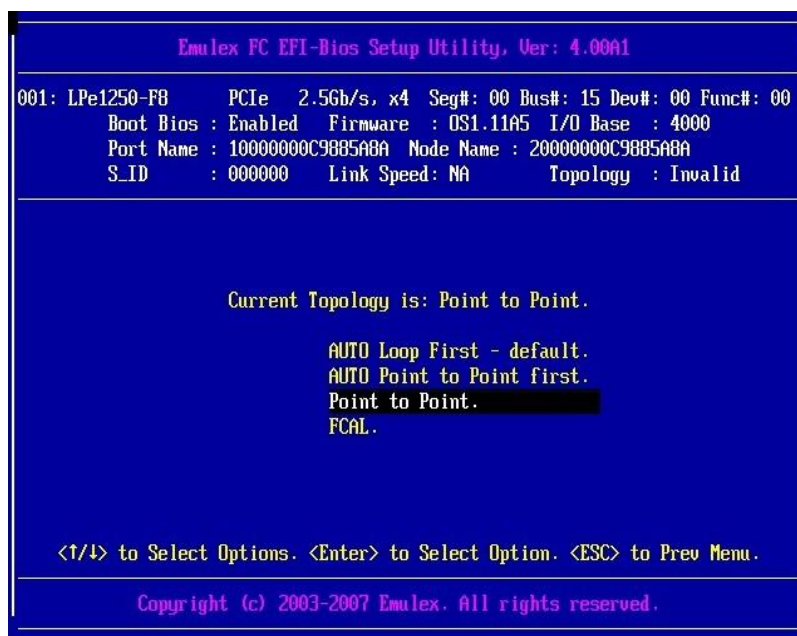 Emulex FC EFI-Bios Setup Utility, Ver: 4.00A1
001: LPe1250-F8 PCIe 2.5Gb/s, x4 Seg#: 00 Bus#: 15 Dev#: 00 Func#: 00
Boot Bios : Enabled Firmware : OS1.11A5 I/O Base : 4000
Port Name : 10000000C9885A8A Node Name : 20000000C9885A8A
S_ID : 000000 Link Speed: NA Topology : Invalid
Current Topology is: Point to Point.
AUTO Loop First - default.
AUTO Point to Point first.
Point to Point.
FCAL.
<↑/↓> to Select Options. <Enter> to Select Option. <ESC> to Prev Menu.
Copyright (c) 2003-2007 Emulex. All rights reserved.